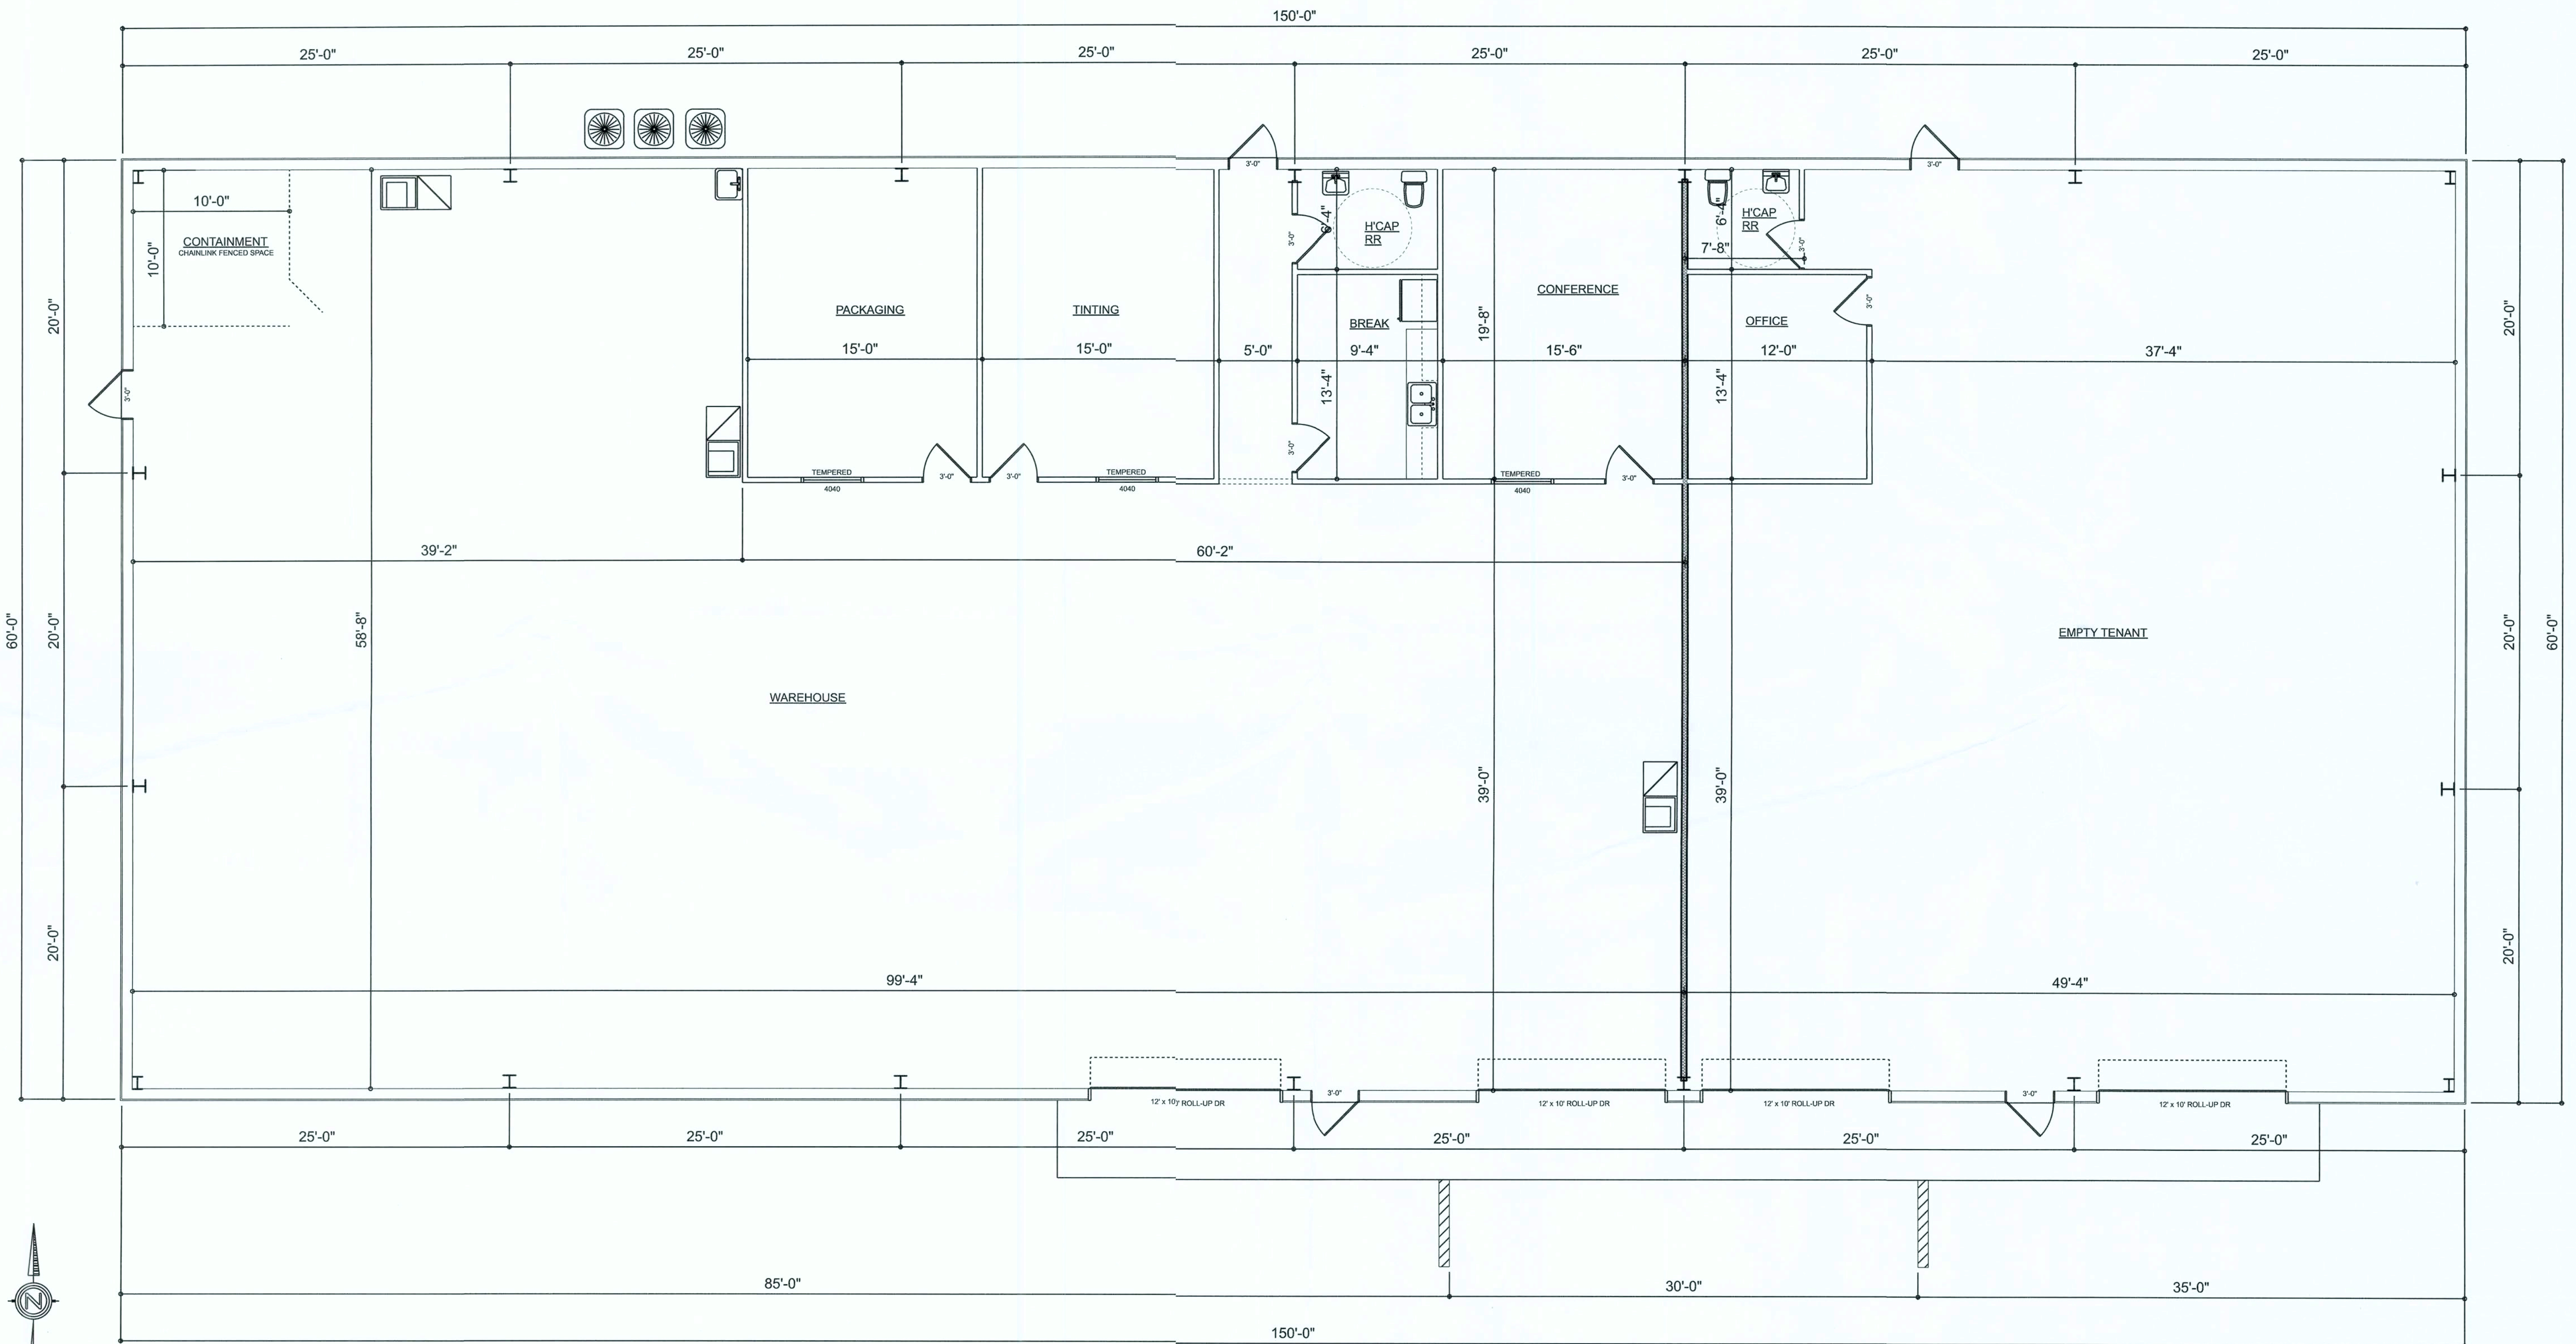 150'-0"
25'-0" 25'-0" 25'-0" 25'-0" 25'-0" 25'-0"
3'-0" 3'-0"
10'-0"
10'-0"
CONTAINMENT
CHAINLINK FENCED SPACE
6'-4"
H'CAP
RR
3'-0"
6'-4"
H'CAP
RR
7'-8"
3'-0"
CONFERENCE
PACKAGING
TINTING
BREAK
19'-8"
OFFICE
3'-0"
20'-0"
20'-0"
15'-0" 15'-0" 5'-0" 9'-4" 15'-6" 12'-0" 37'-4"
13'-4"
13'-4"
3'-0"
3'-0"
TEMPERED
4040
3'-0"
3'-0"
TEMPERED
4040
TEMPERED
4040
3'-0"
39'-2" 60'-2"
60'-0"
20'-0"
58'-8"
EMPTY TENANT
20'-0"
60'-0"
WAREHOUSE
39'-0"
39'-0"
20'-0"
20'-0"
99'-4" 49'-4"
3'-0" 3'-0"
12' x 10' ROLL-UP DR
12' x 10' ROLL-UP DR
12' x 10' ROLL-UP DR
12' x 10' ROLL-UP DR
25'-0" 25'-0" 25'-0" 25'-0" 25'-0" 25'-0"
85'-0" 30'-0" 35'-0"
N
150'-0"